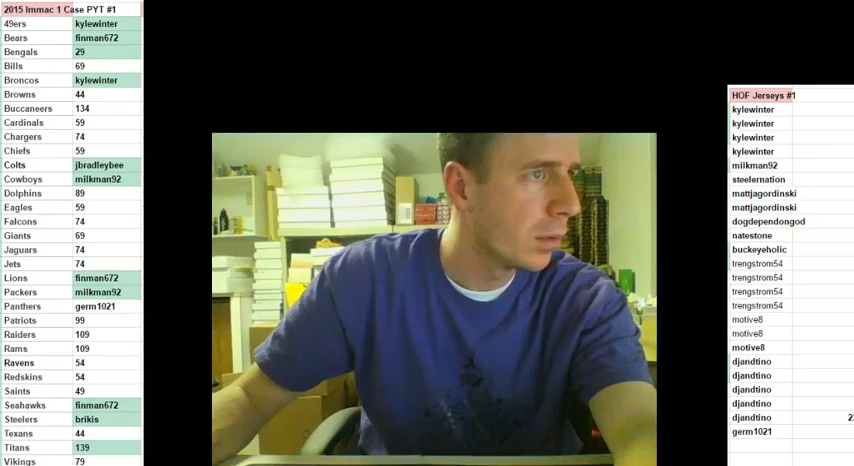 2015 Immac 1 Case PYT #1
49ers kylewinter
Bears finman672
Bengals 29
Bills 69
Broncos kylewinter
Browns 44
Buccaneers 134
Cardinals 59
Chargers 74
Chiefs 59
Colts jbradleybee
Cowboys milkman92
Dolphins 89
Eagles 59
Falcons 74
Giants 69
Jaguars 74
Jets 74
Lions finman672
Packers milkman92
Panthers germ1021
Patriots 99
Raiders 109
Rams 109
Ravens 54
Redskins 54
Saints 49
Seahawks finman672
Steelers brikis
Texans 44
Titans 139
Vikings 79
HOF Jerseys #1
kylewinter
kylewinter
kylewinter
kylewinter
milkman92
steelernation
mattjagordinski
mattjagordinski
dogdependongod
natestone
buckeyeholic
trengstrom54
trengstrom54
trengstrom54
trengstrom54
motive8
motive8
motive8
djandtino
djandtino
djandtino
djandtino
djandtino
germ1021